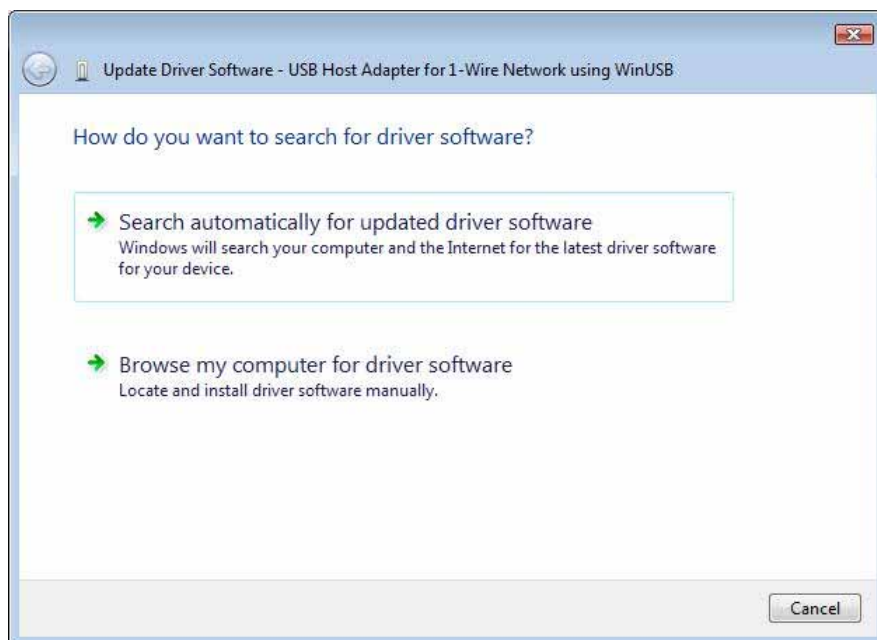 Update Driver Software - USB Host Adapter for 1-Wire Network using WinUSB
How do you want to search for driver software?
Search automatically for updated driver software
Windows will search your computer and the Internet for the latest driver software
for your device.
Browse my computer for driver software
Locate and install driver software manually.
Cancel